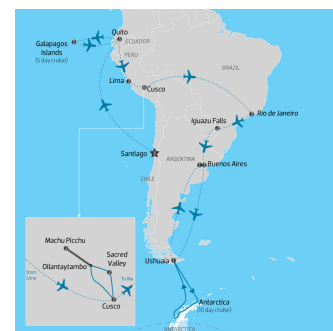 Quito
Galapagos
Islands
(5 day cruise)
ECUADOR
PERU
Lima
Cusco
BRAZIL
Rio de Janeiro
Iguazu Falls
Santiago
ARGENTINA
Buenos Aires
CHILE
Machu Picchu
Sacred
Valley
Ollantaytambo
from
Lima
To Rio
Cusco
Ushuaia
Antarctica
(10 day cruise)
ANTARCTICA